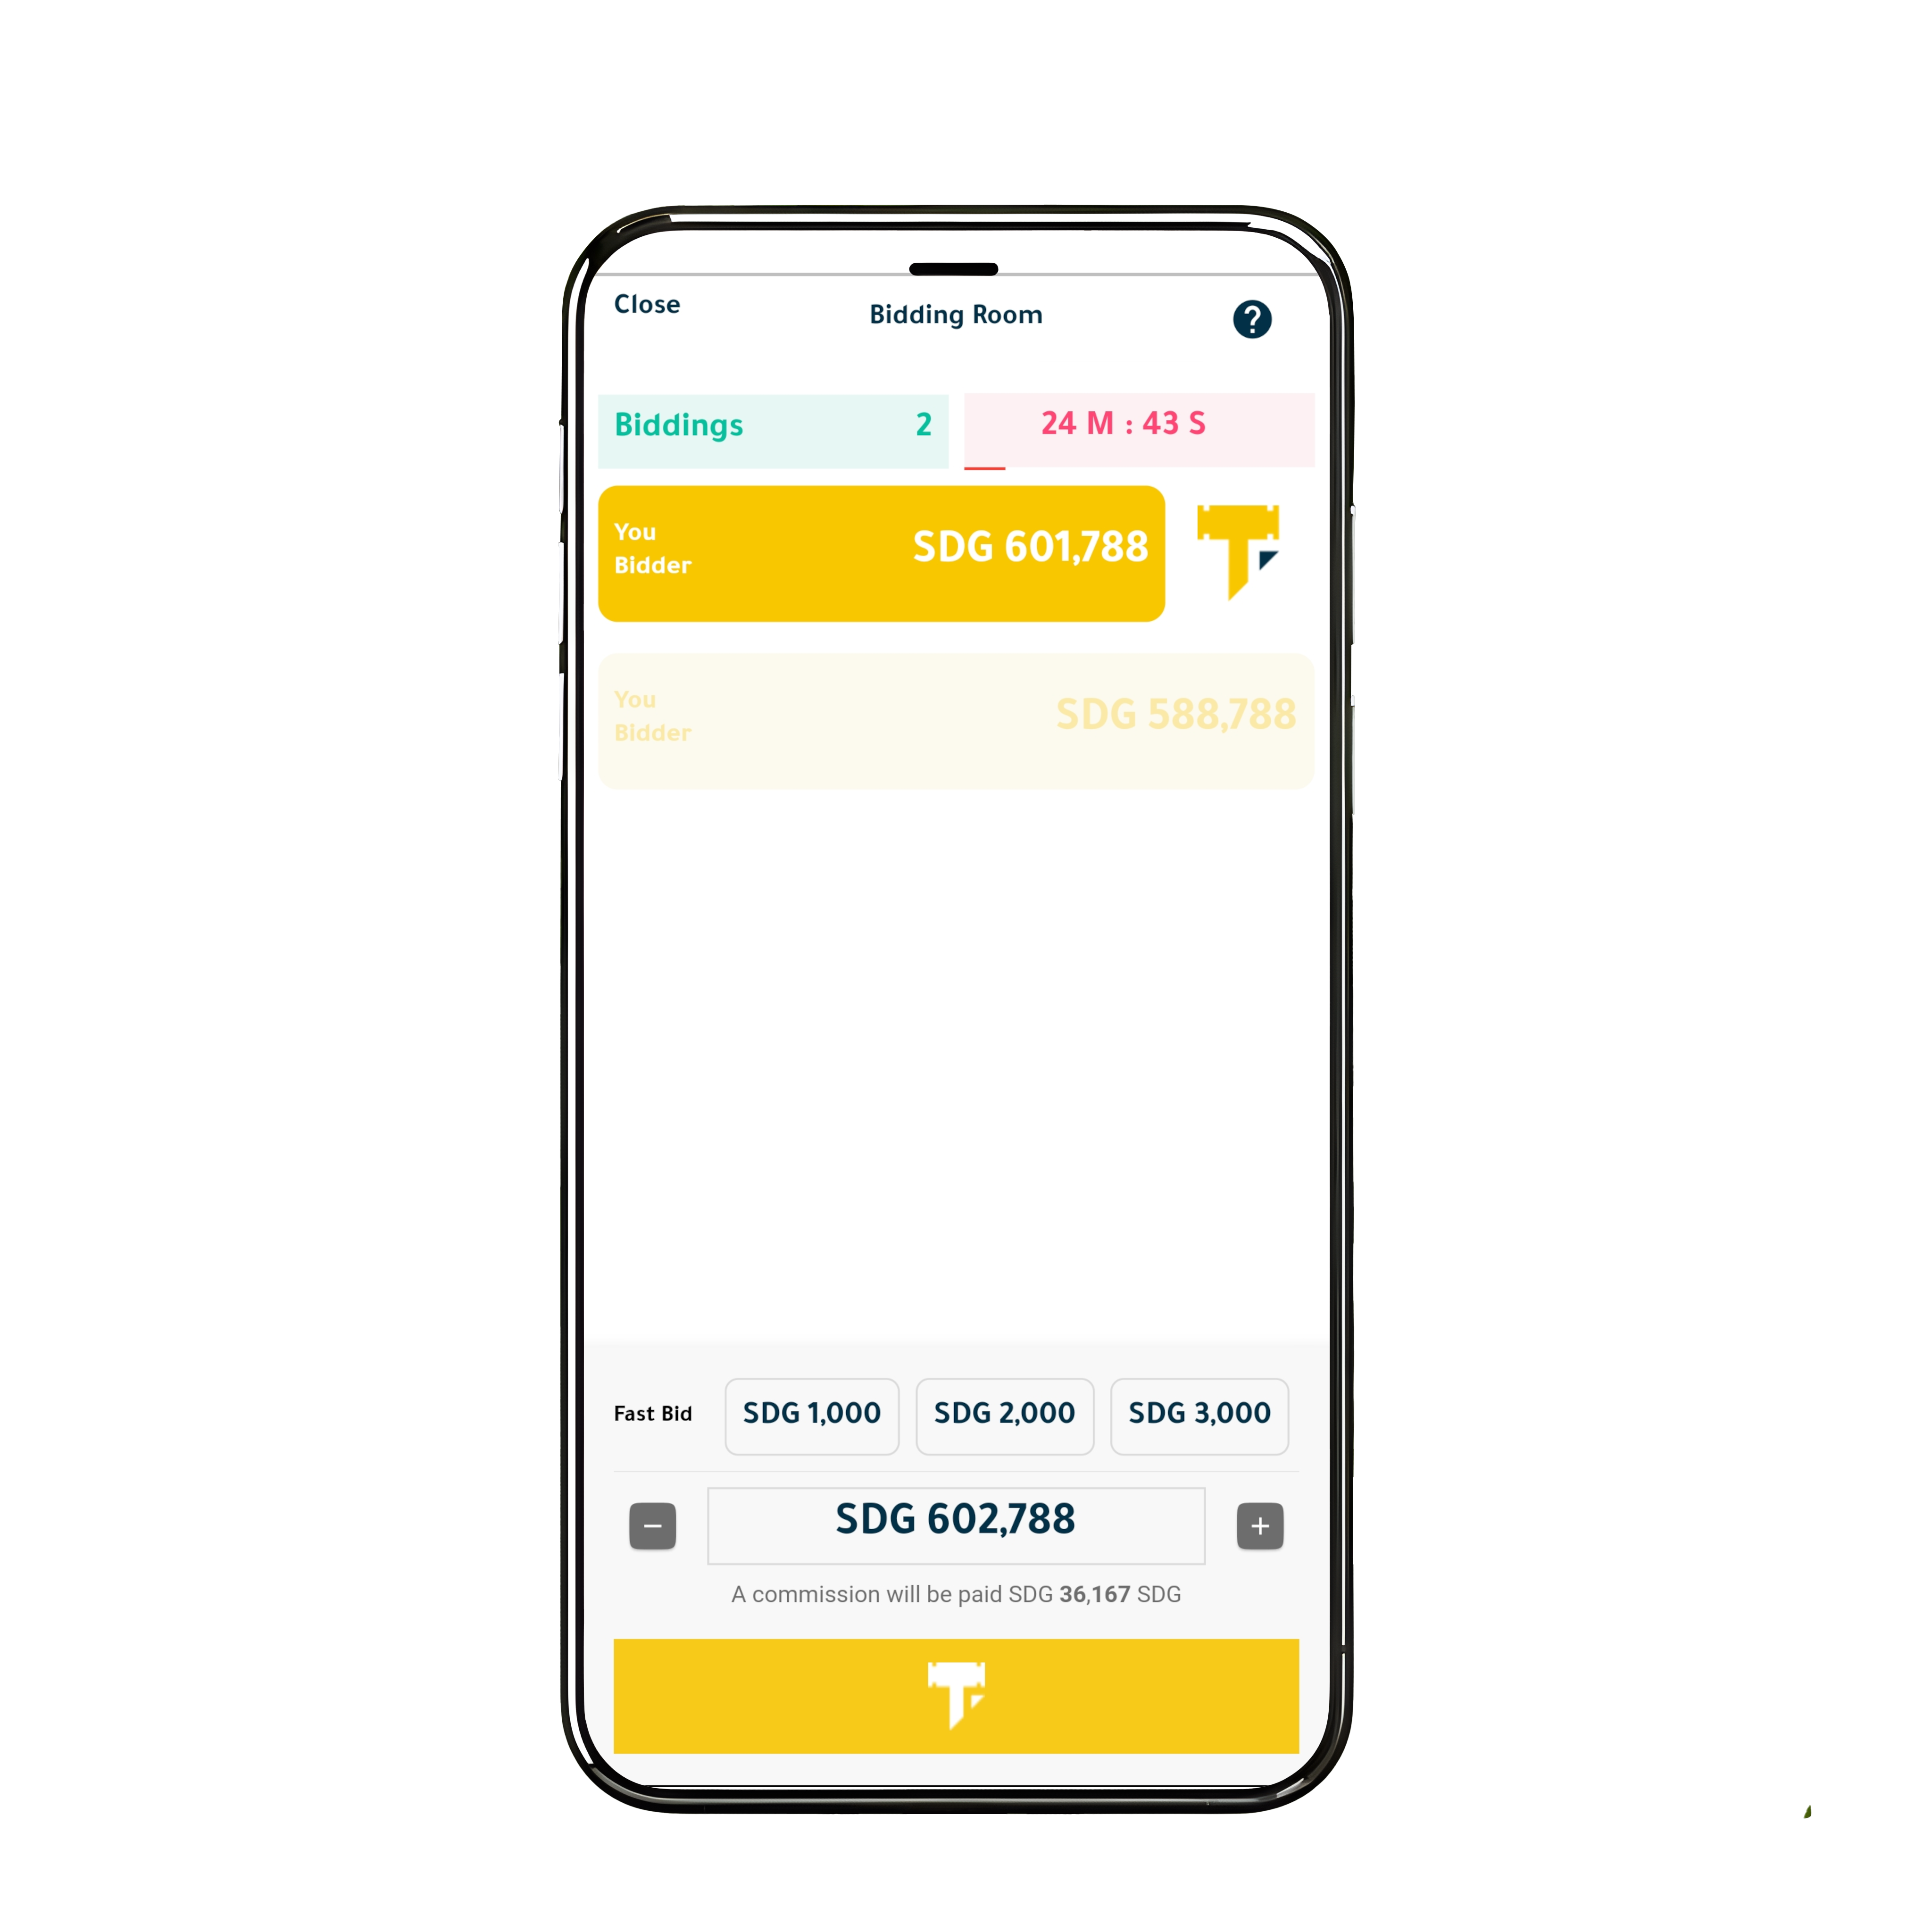 Close
Bidding Room
?
Biddings 2
24 M : 43 S
You
Bidder
SDG 601,788
You
Bidder
SDG 588,788
Fast Bid
SDG 1,000
SDG 2,000
SDG 3,000
−
SDG 602,788
+
A commission will be paid SDG 36,167 SDG